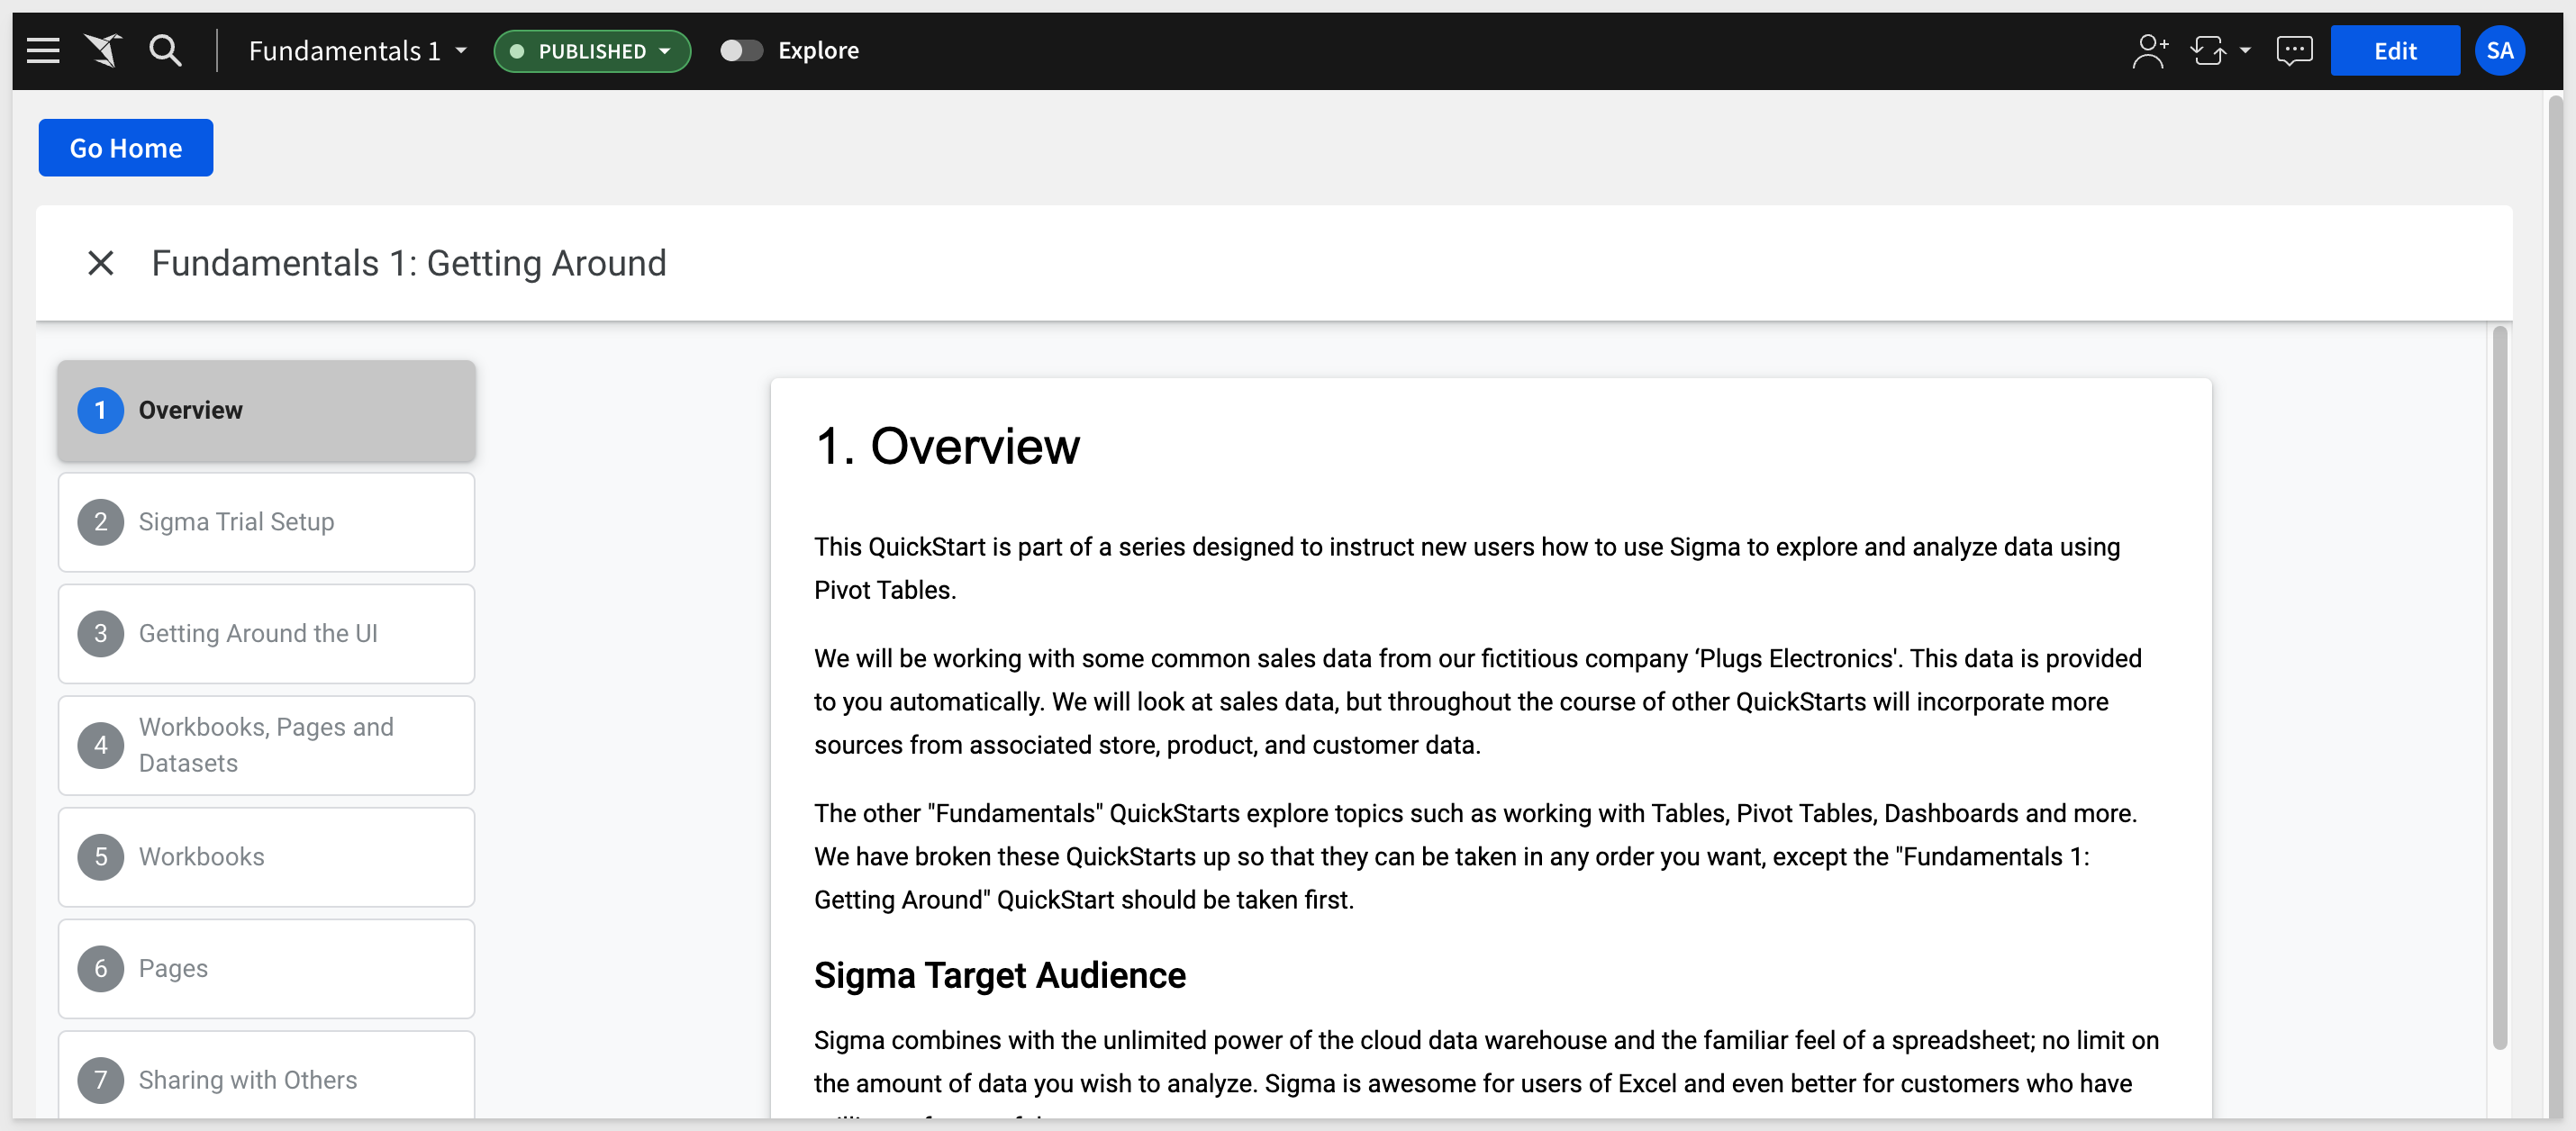 Fundamentals 1
PUBLISHED
Explore
Edit
SA
Go Home
Fundamentals 1: Getting Around
1 Overview
2 Sigma Trial Setup
3 Getting Around the UI
4 Workbooks, Pages and
Datasets
5 Workbooks
6 Pages
7 Sharing with Others
1. Overview
This QuickStart is part of a series designed to instruct new users how to use Sigma to explore and analyze data using
Pivot Tables.
We will be working with some common sales data from our fictitious company ‘Plugs Electronics'. This data is provided
to you automatically. We will look at sales data, but throughout the course of other QuickStarts will incorporate more
sources from associated store, product, and customer data.
The other "Fundamentals" QuickStarts explore topics such as working with Tables, Pivot Tables, Dashboards and more.
We have broken these QuickStarts up so that they can be taken in any order you want, except the "Fundamentals 1:
Getting Around" QuickStart should be taken first.
Sigma Target Audience
Sigma combines with the unlimited power of the cloud data warehouse and the familiar feel of a spreadsheet; no limit on
the amount of data you wish to analyze. Sigma is awesome for users of Excel and even better for customers who have